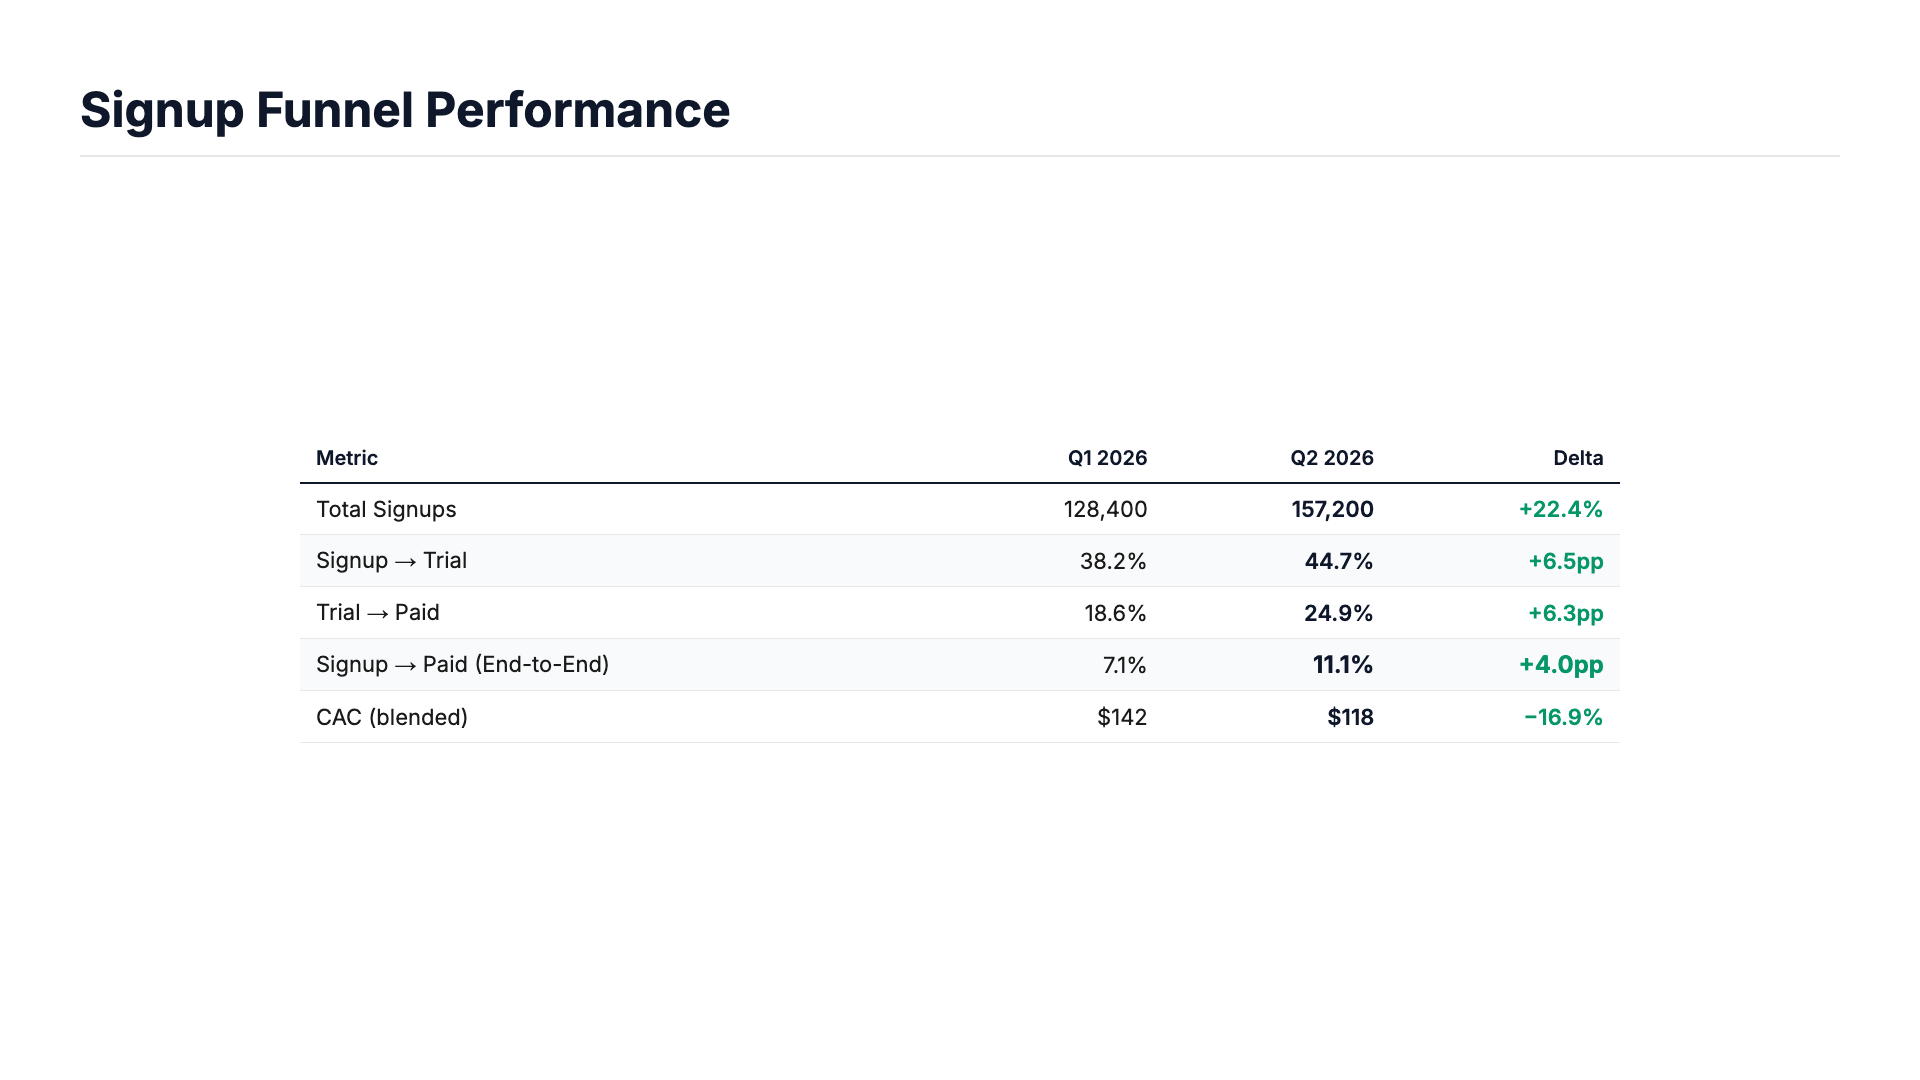 Signup Funnel Performance
Metric Q1 2026 Q2 2026 Delta
Total Signups 128,400 157,200 +22.4%
Signup → Trial 38.2% 44.7% +6.5pp
Trial → Paid 18.6% 24.9% +6.3pp
Signup → Paid (End-to-End) 7.1% 11.1% +4.0pp
CAC (blended) $142 $118 −16.9%